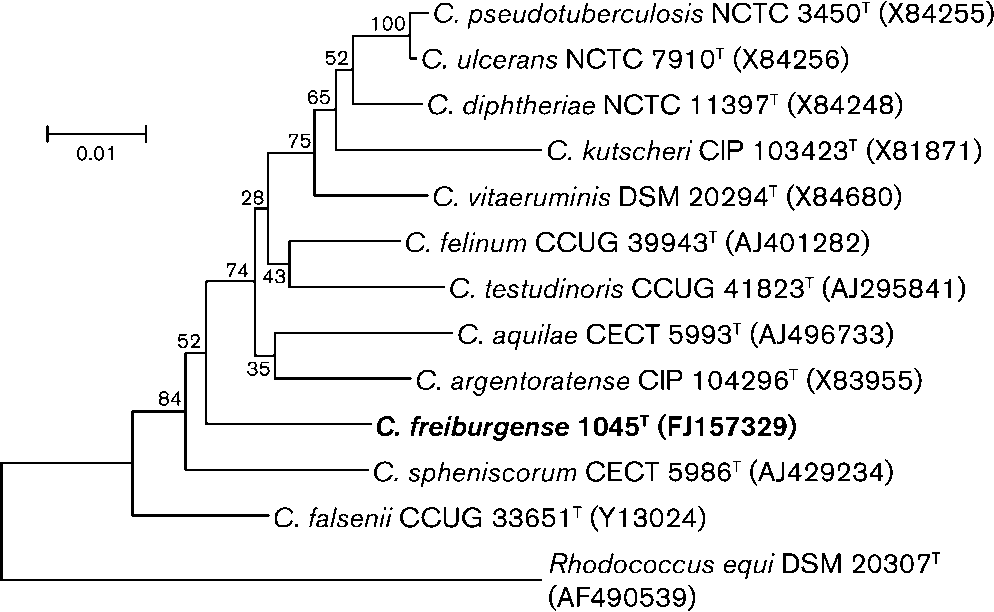 C. pseudotuberculosis NCTC 3450ᵀ (X84255)
100
C. ulcerans NCTC 7910ᵀ (X84256)
52
C. diphtheriae NCTC 11397ᵀ (X84248)
65
0.01
75
C. kutscheri CIP 103423ᵀ (X81871)
C. vitaeruminis DSM 20294ᵀ (X84680)
28
C. felinum CCUG 39943ᵀ (AJ401282)
74
43
C. testudinoris CCUG 41823ᵀ (AJ295841)
C. aquilae CECT 5993ᵀ (AJ496733)
52
35
C. argentoratense CIP 104296ᵀ (X83955)
84
C. freiburgense 1045ᵀ (FJ157329)
C. spheniscorum CECT 5986ᵀ (AJ429234)
C. falsenii CCUG 33651ᵀ (Y13024)
Rhodococcus equi DSM 20307ᵀ
(AF490539)